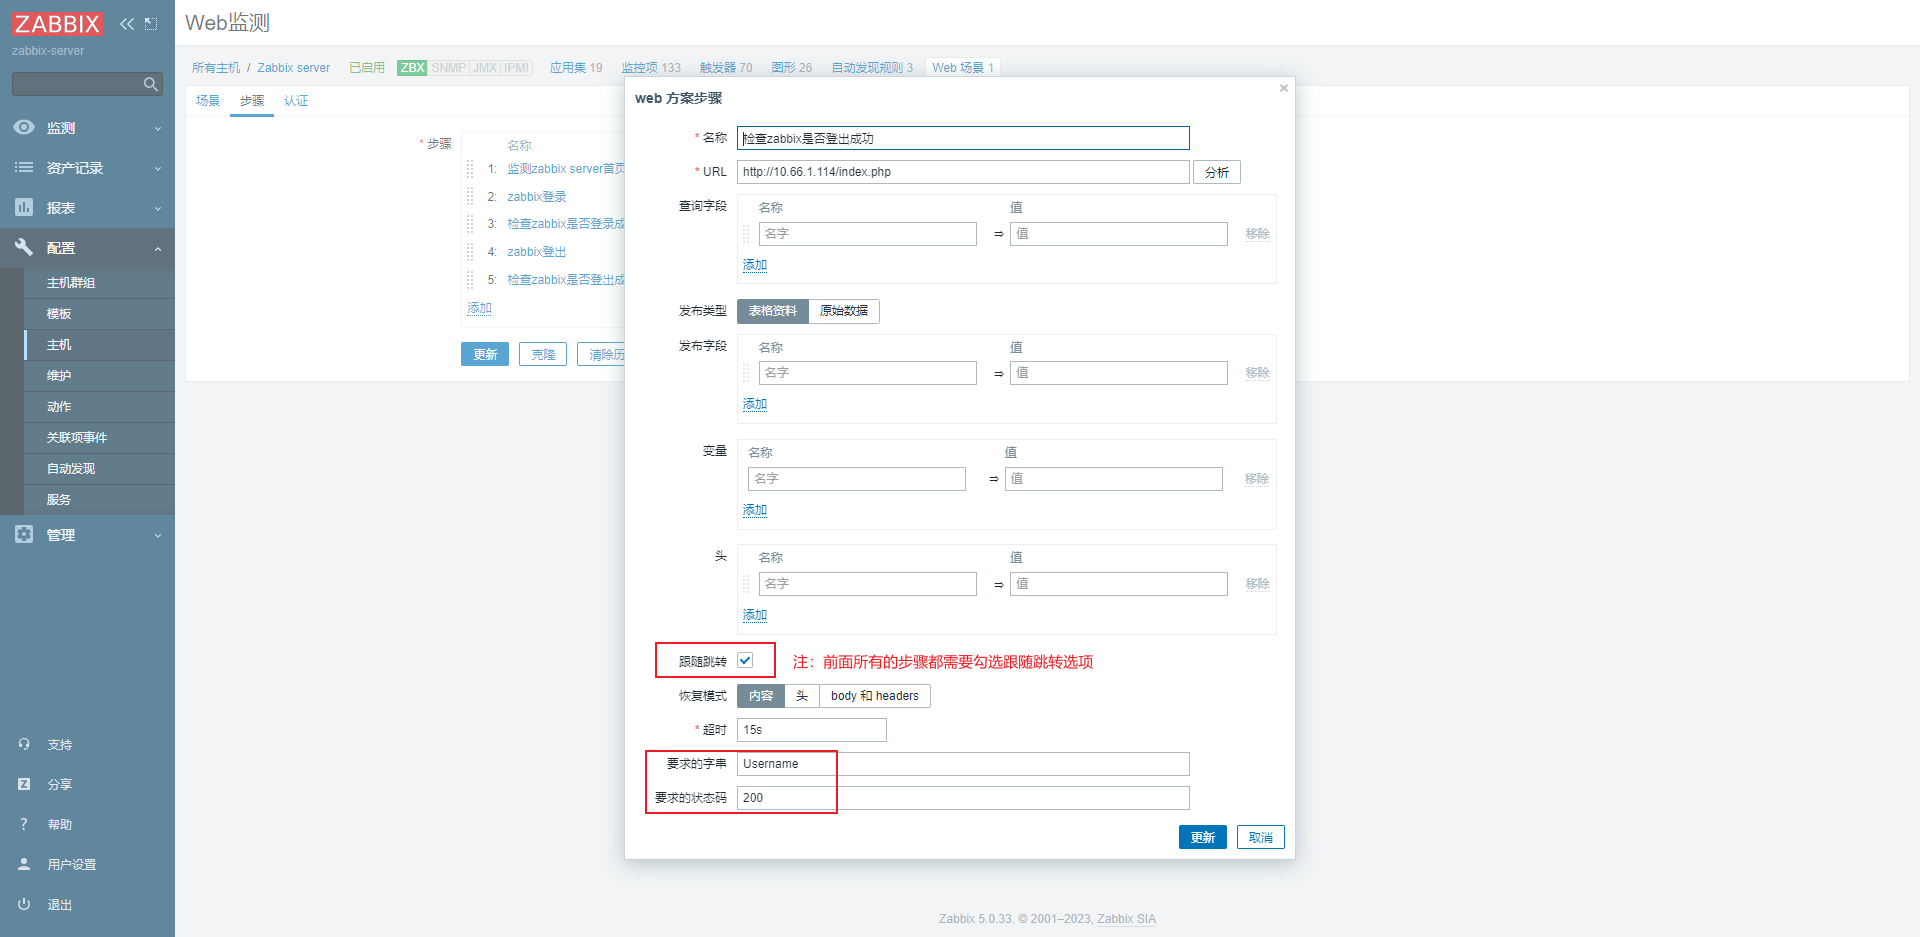 ZABBIX
zabbix-server
监测
资产记录
报表
配置
主机群组
模板
主机
维护
动作
关联项事件
自动发现
服务
管理
支持
Z 分享
? 帮助
用户设置
退出
Web监测
所有主机 / Zabbix server 已启用 ZBX SNMP JMX IPMI 应用集 19 监控项 133 触发器 70 图形 26 自动发现规则 3 Web 场景 1
场景 步骤 认证
* 步骤
名称
1: 监测zabbix server首页
2: zabbix登录
3: 检查zabbix是否登录成
4: zabbix登出
5: 检查zabbix是否登出成
添加
更新 克隆 清除历
web 方案步骤 ×
* 名称 检查zabbix是否登出成功
* URL http://10.66.1.114/index.php 分析
查询字段 名称 值
名字 ⇒ 值 移除
添加
发布类型 表格资料 原始数据
发布字段 名称 值
名字 ⇒ 值 移除
添加
变量 名称 值
名字 ⇒ 值 移除
添加
头 名称 值
名字 ⇒ 值 移除
添加
跟随跳转 注：前面所有的步骤都需要勾选跟随跳转选项
恢复模式 内容 头 body 和 headers
* 超时 15s
要求的字串 Username
要求的状态码 200
更新 取消
Zabbix 5.0.33. © 2001–2023, Zabbix SIA